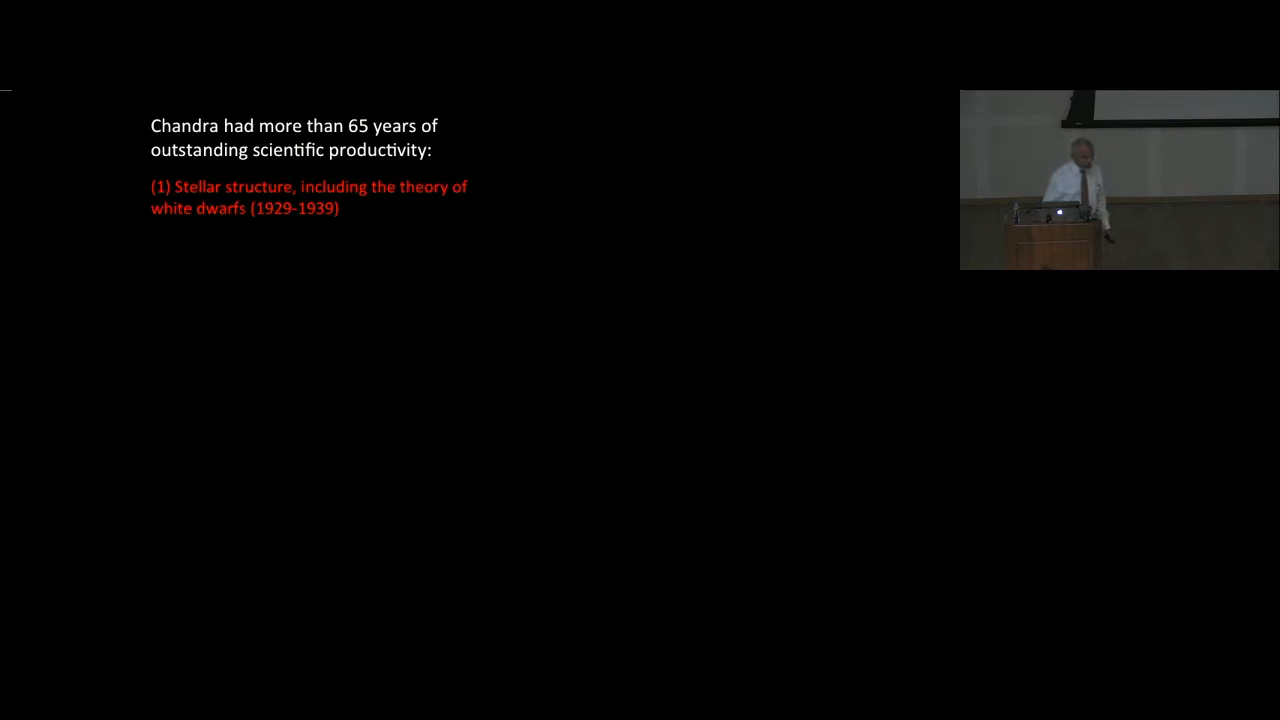 Chandra had more than 65 years of
outstanding scientific productivity:
(1) Stellar structure, including the theory of
white dwarfs (1929-1939)